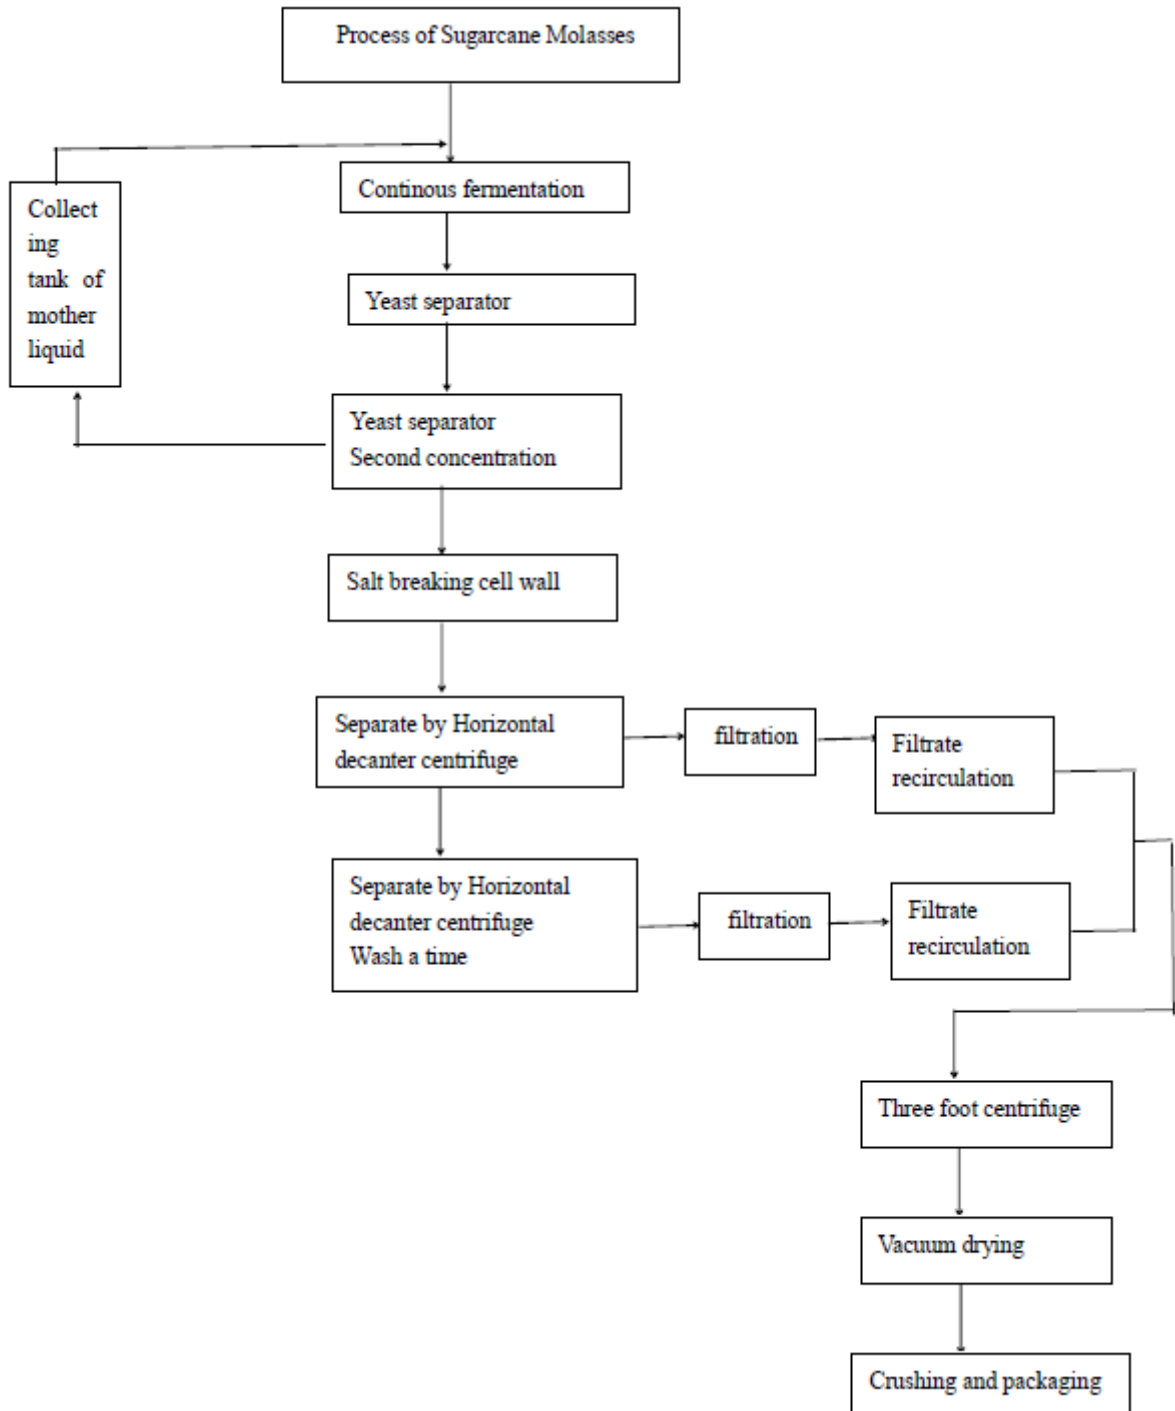 Process of Sugarcane Molasses
Continous fermentation
Collect
ing
tank of
mother
liquid
Yeast separator
Yeast separator
Second concentration
Salt breaking cell wall
Separate by Horizontal
decanter centrifuge
filtration
Filtrate
recirculation
Separate by Horizontal
decanter centrifuge
Wash a time
filtration
Filtrate
recirculation
Three foot centrifuge
Vacuum drying
Crushing and packaging